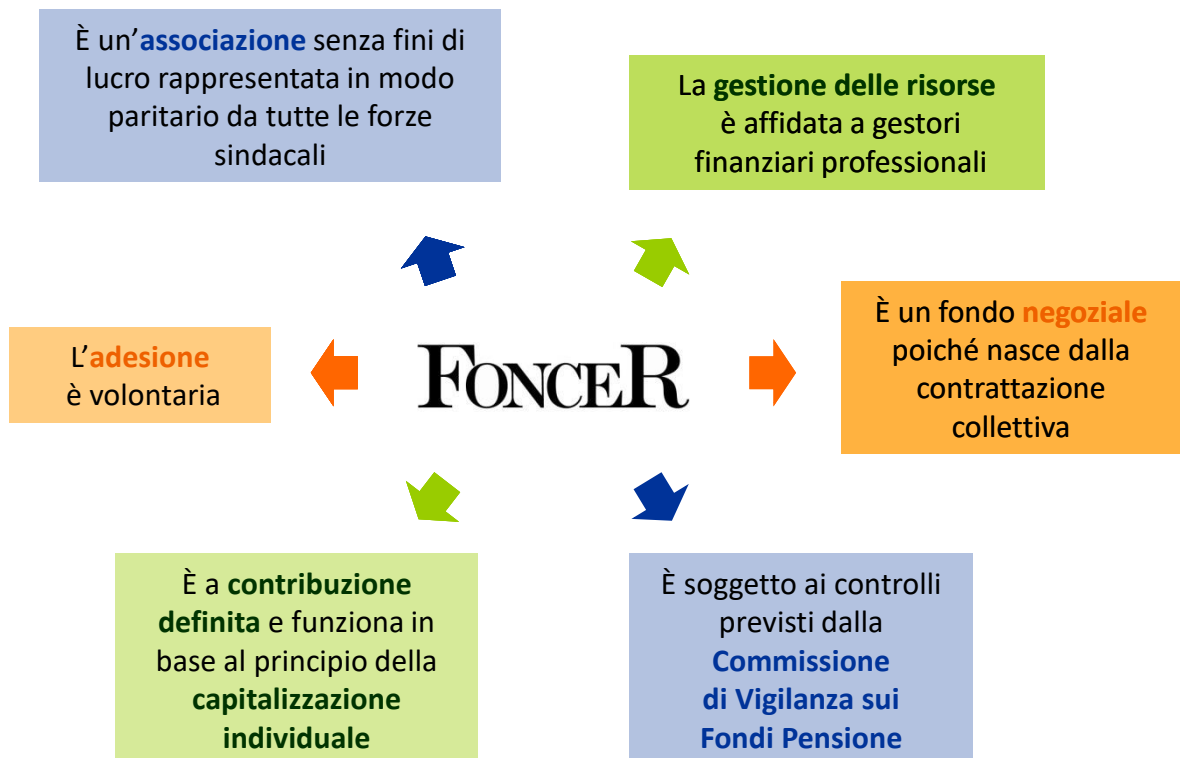 È un’associazione senza fini di
lucro rappresentata in modo
paritario da tutte le forze
sindacali
La gestione delle risorse
è affidata a gestori
finanziari professionali
L’adesione
è volontaria
FONCER
È un fondo negoziale
poiché nasce dalla
contrattazione
collettiva
È a contribuzione
definita e funziona in
base al principio della
capitalizzazione
individuale
È soggetto ai controlli
previsti dalla
Commissione
di Vigilanza sui
Fondi Pensione